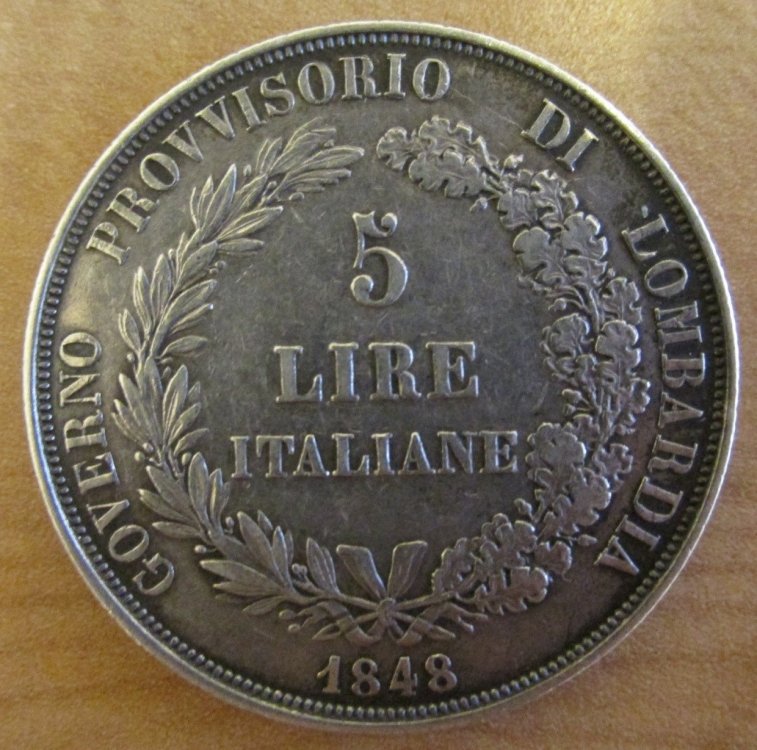 GOVERNO PROVVISORIO DI LOMBARDIA
5
LIRE
ITALIANE
1848